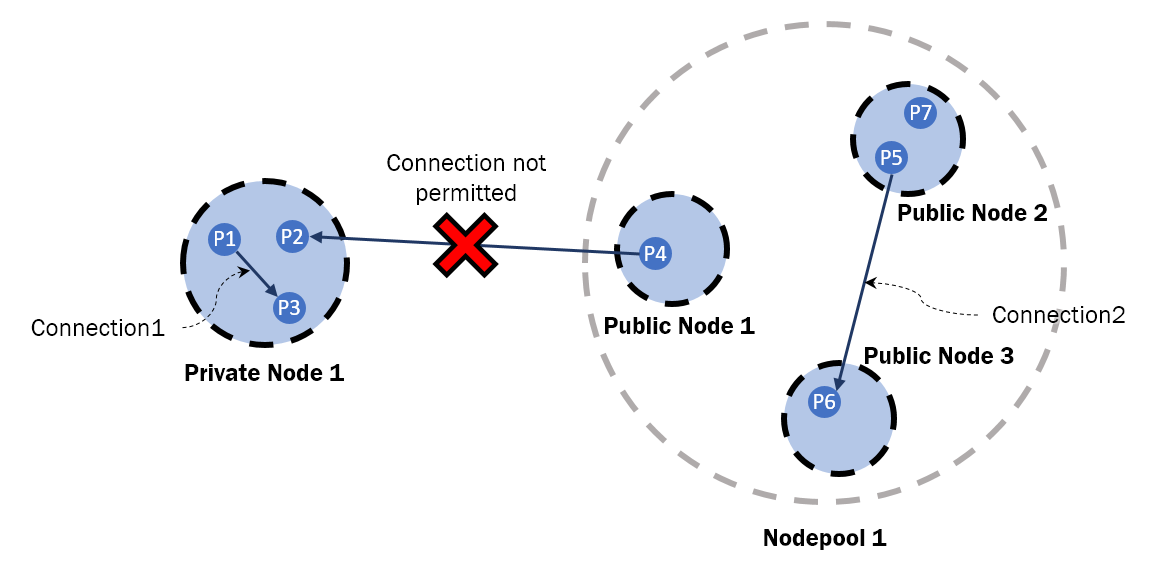 P7
Connection not
permitted
P5
Public Node 2
P1
P2
P4
P3
Connection1
Public Node 1
Connection2
Public Node 3
Private Node 1
P6
Nodepool 1